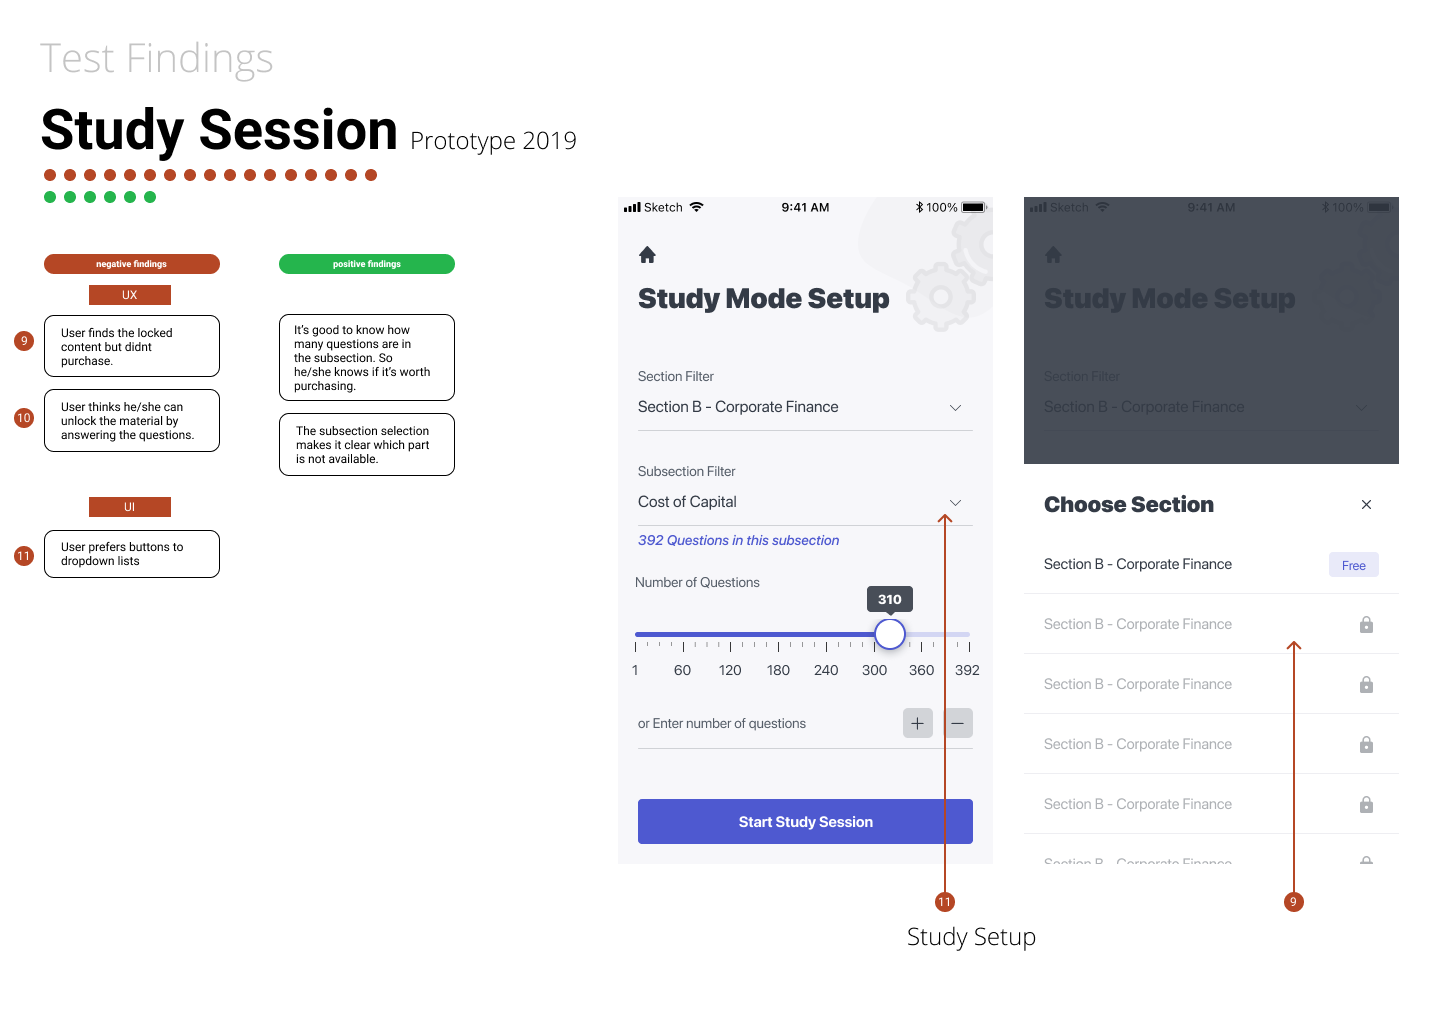 Test Findings
Study Session Prototype 2019
negative findings
UX
9
User finds the locked
content but didnt
purchase.
10
User thinks he/she can
unlock the material by
answering the questions.
UI
11
User prefers buttons to
dropdown lists
positive findings
It's good to know how
many questions are in
the subsection. So
he/she knows if it's worth
purchasing.
The subsection selection
makes it clear which part
is not available.
Sketch 9:41 AM 100%
Study Mode Setup
Section Filter
Section B - Corporate Finance
Subsection Filter
Cost of Capital
392 Questions in this subsection
Number of Questions
310
1 60 120 180 240 300 360 392
or Enter number of questions
Start Study Session
11
Sketch 9:41 AM 100%
Study Mode Setup
Section Filter
Section B - Corporate Finance
Choose Section
Section B - Corporate Finance Free
Section B - Corporate Finance
Section B - Corporate Finance
Section B - Corporate Finance
Section B - Corporate Finance
Section B - Corporate Finance
9
Study Setup